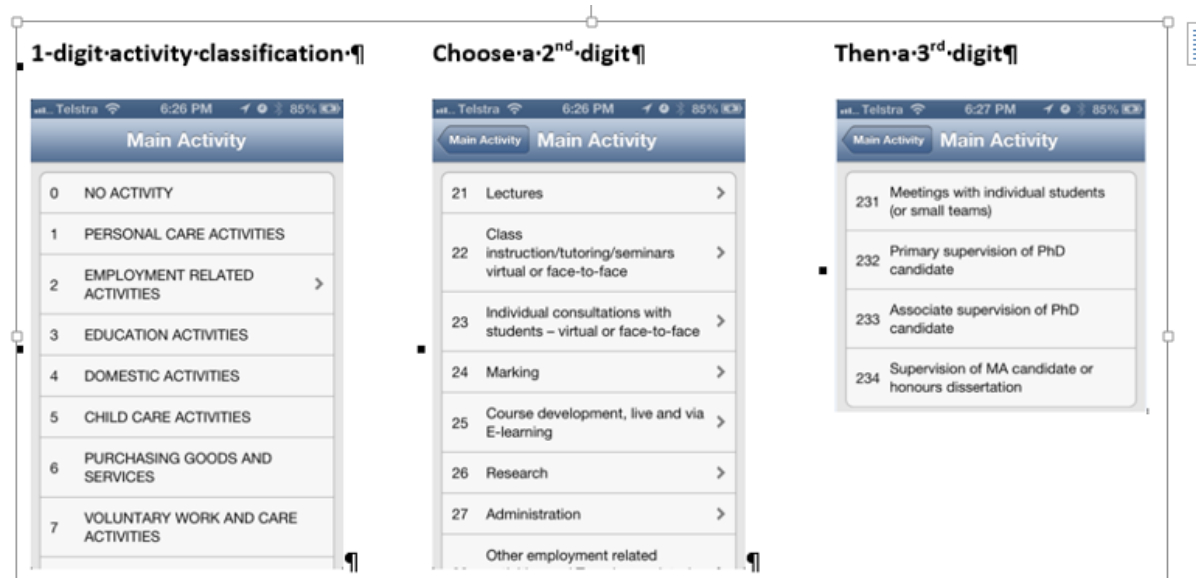 1-digit·activity·classification·¶
Choose·a·2nd·digit¶
Then·a·3rd·digit¶
Telstra 6:26 PM 85%
Main Activity
0 NO ACTIVITY
1 PERSONAL CARE ACTIVITIES
2 EMPLOYMENT RELATED
ACTIVITIES
3 EDUCATION ACTIVITIES
4 DOMESTIC ACTIVITIES
5 CHILD CARE ACTIVITIES
6 PURCHASING GOODS AND
SERVICES
7 VOLUNTARY WORK AND CARE
ACTIVITIES
¶
Telstra 6:26 PM 85%
Main Activity Main Activity
21 Lectures
Class
22 instruction/tutoring/seminars
virtual or face-to-face
23 Individual consultations with
students – virtual or face-to-face
24 Marking
25 Course development, live and via
E-learning
26 Research
27 Administration
Other employment related
¶
Telstra 6:27 PM 85%
Main Activity Main Activity
231 Meetings with individual students
(or small teams)
232 Primary supervision of PhD
candidate
233 Associate supervision of PhD
candidate
234 Supervision of MA candidate or
honours dissertation